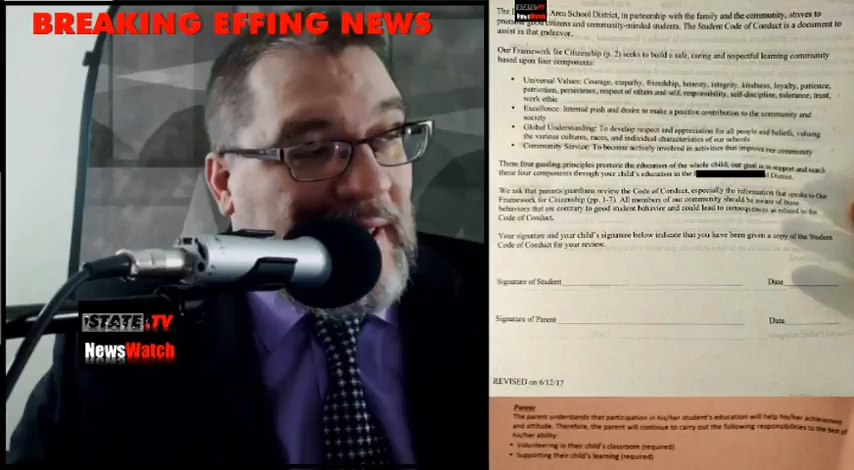 BREAKING EFFING NEWS
STATE.TV
NewsWatch
STATE.TV
NewsWatch
The Area School District, in partnership with the family and the community, strives to
promote good citizens and community-minded students. The Student Code of Conduct is a document to
assist in that endeavor.
Our Framework for Citizenship (p. 2) seeks to build a safe, caring and respectful learning community
based upon four components:
• Universal Values: Courage, empathy, friendship, honesty, integrity, kindness, loyalty, patience,
patriotism, persistence, respect of others and self, responsibility, self-discipline, tolerance, trust,
work ethic
• Excellence: Internal push and desire to make a positive contribution to the community and
society
• Global Understanding: To develop respect and appreciation for all people and beliefs, valuing
the various cultures, races, and individual characteristics of our schools
• Community Service: To become actively involved in activities that improve our community
These four guiding principles promote the education of the whole child; our goal is to support and teach
these four components through your child's education in the District.
We ask that parents/guardians review the Code of Conduct, especially the information that speaks to Our
Framework for Citizenship (pp. 1-7). All members of our community should be aware of those
behaviors that are contrary to good student behavior and could lead to consequences as related to the
Code of Conduct.
Your signature and your child's signature below indicate that you have been given a copy of the Student
Code of Conduct for your review.
Signature of Student Date
Signature of Parent Date
REVISED on 6/12/17
Parent
The parent understands that participation in his/her student's education will help his/her achievement
and attitude. Therefore, the parent will continue to carry out the following responsibilities to the best of
his/her ability:
• Volunteering in their child's classroom (required)
• Supporting their child's learning (required)